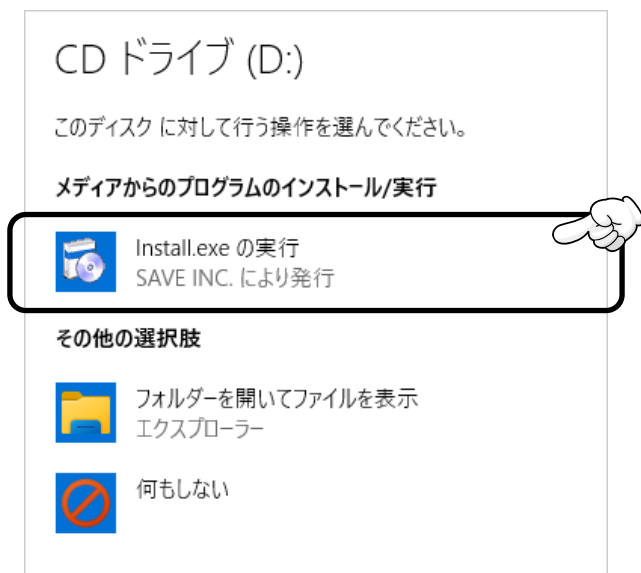 CD ドライブ (D:)
このディスク に対して行う操作を選んでください。
メディアからのプログラムのインストール/実行
Install.exe の実行
SAVE INC. により発行
その他の選択肢
フォルダーを開いてファイルを表示
エクスプローラー
何もしない